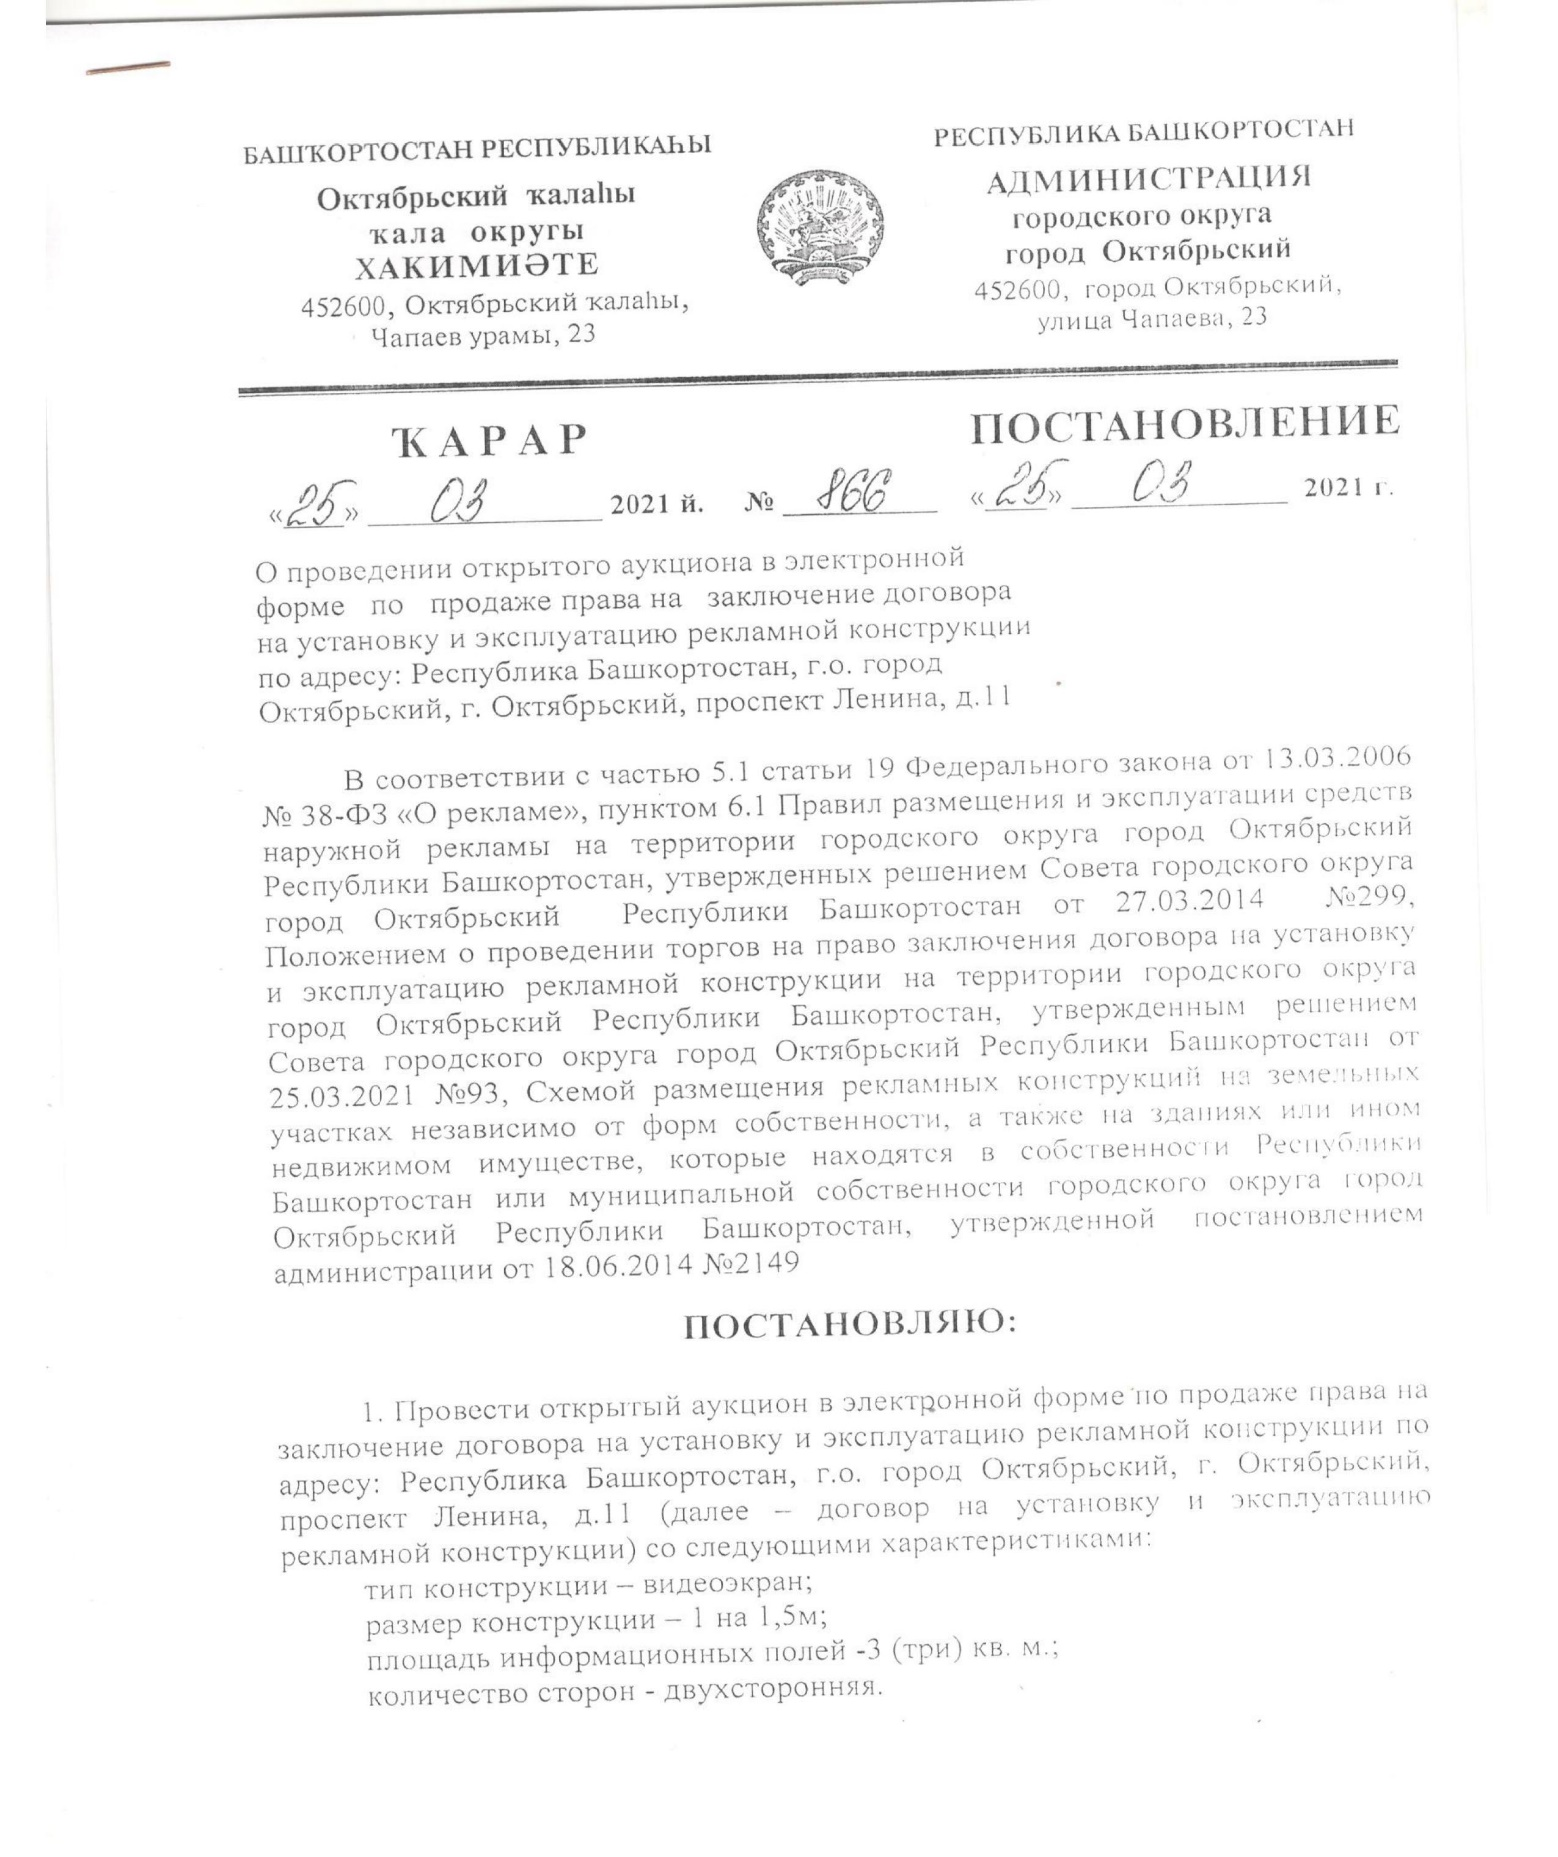 БАШҠОРТОСТАН РЕСПУБЛИКАҺЫ
Октябрьский ҡалаһы
ҡала округы
ХАКИМИӘТЕ
452600, Октябрьский ҡалаһы,
Чапаев урамы, 23
РЕСПУБЛИКА БАШКОРТОСТАН
АДМИНИСТРАЦИЯ
городского округа
город Октябрьский
452600, город Октябрьский,
улица Чапаева, 23
ҠАРАР
ПОСТАНОВЛЕНИЕ
«25» 03 2021 й. № 866 «25» 03 2021 г.
О проведении открытого аукциона в электронной
форме по продаже права на заключение договора
на установку и эксплуатацию рекламной конструкции
по адресу: Республика Башкортостан, г.о. город
Октябрьский, г. Октябрьский, проспект Ленина, д.11
В соответствии с частью 5.1 статьи 19 Федерального закона от 13.03.2006
№ 38-ФЗ «О рекламе», пунктом 6.1 Правил размещения и эксплуатации средств
наружной рекламы на территории городского округа город Октябрьский
Республики Башкортостан, утвержденных решением Совета городского округа
город Октябрьский Республики Башкортостан от 27.03.2014 №299,
Положением о проведении торгов на право заключения договора на установку
и эксплуатацию рекламной конструкции на территории городского округа
город Октябрьский Республики Башкортостан, утвержденным решением
Совета городского округа город Октябрьский Республики Башкортостан от
25.03.2021 №93, Схемой размещения рекламных конструкций на земельных
участках независимо от форм собственности, а также на зданиях или ином
недвижимом имуществе, которые находятся в собственности Республики
Башкортостан или муниципальной собственности городского округа город
Октябрьский Республики Башкортостан, утвержденной постановлением
администрации от 18.06.2014 №2149
ПОСТАНОВЛЯЮ:
1. Провести открытый аукцион в электронной форме по продаже права на
заключение договора на установку и эксплуатацию рекламной конструкции по
адресу: Республика Башкортостан, г.о. город Октябрьский, г. Октябрьский,
проспект Ленина, д.11 (далее – договор на установку и эксплуатацию
рекламной конструкции) со следующими характеристиками:
тип конструкции – видеоэкран;
размер конструкции – 1 на 1,5м;
площадь информационных полей -3 (три) кв. м.;
количество сторон - двухсторонняя.